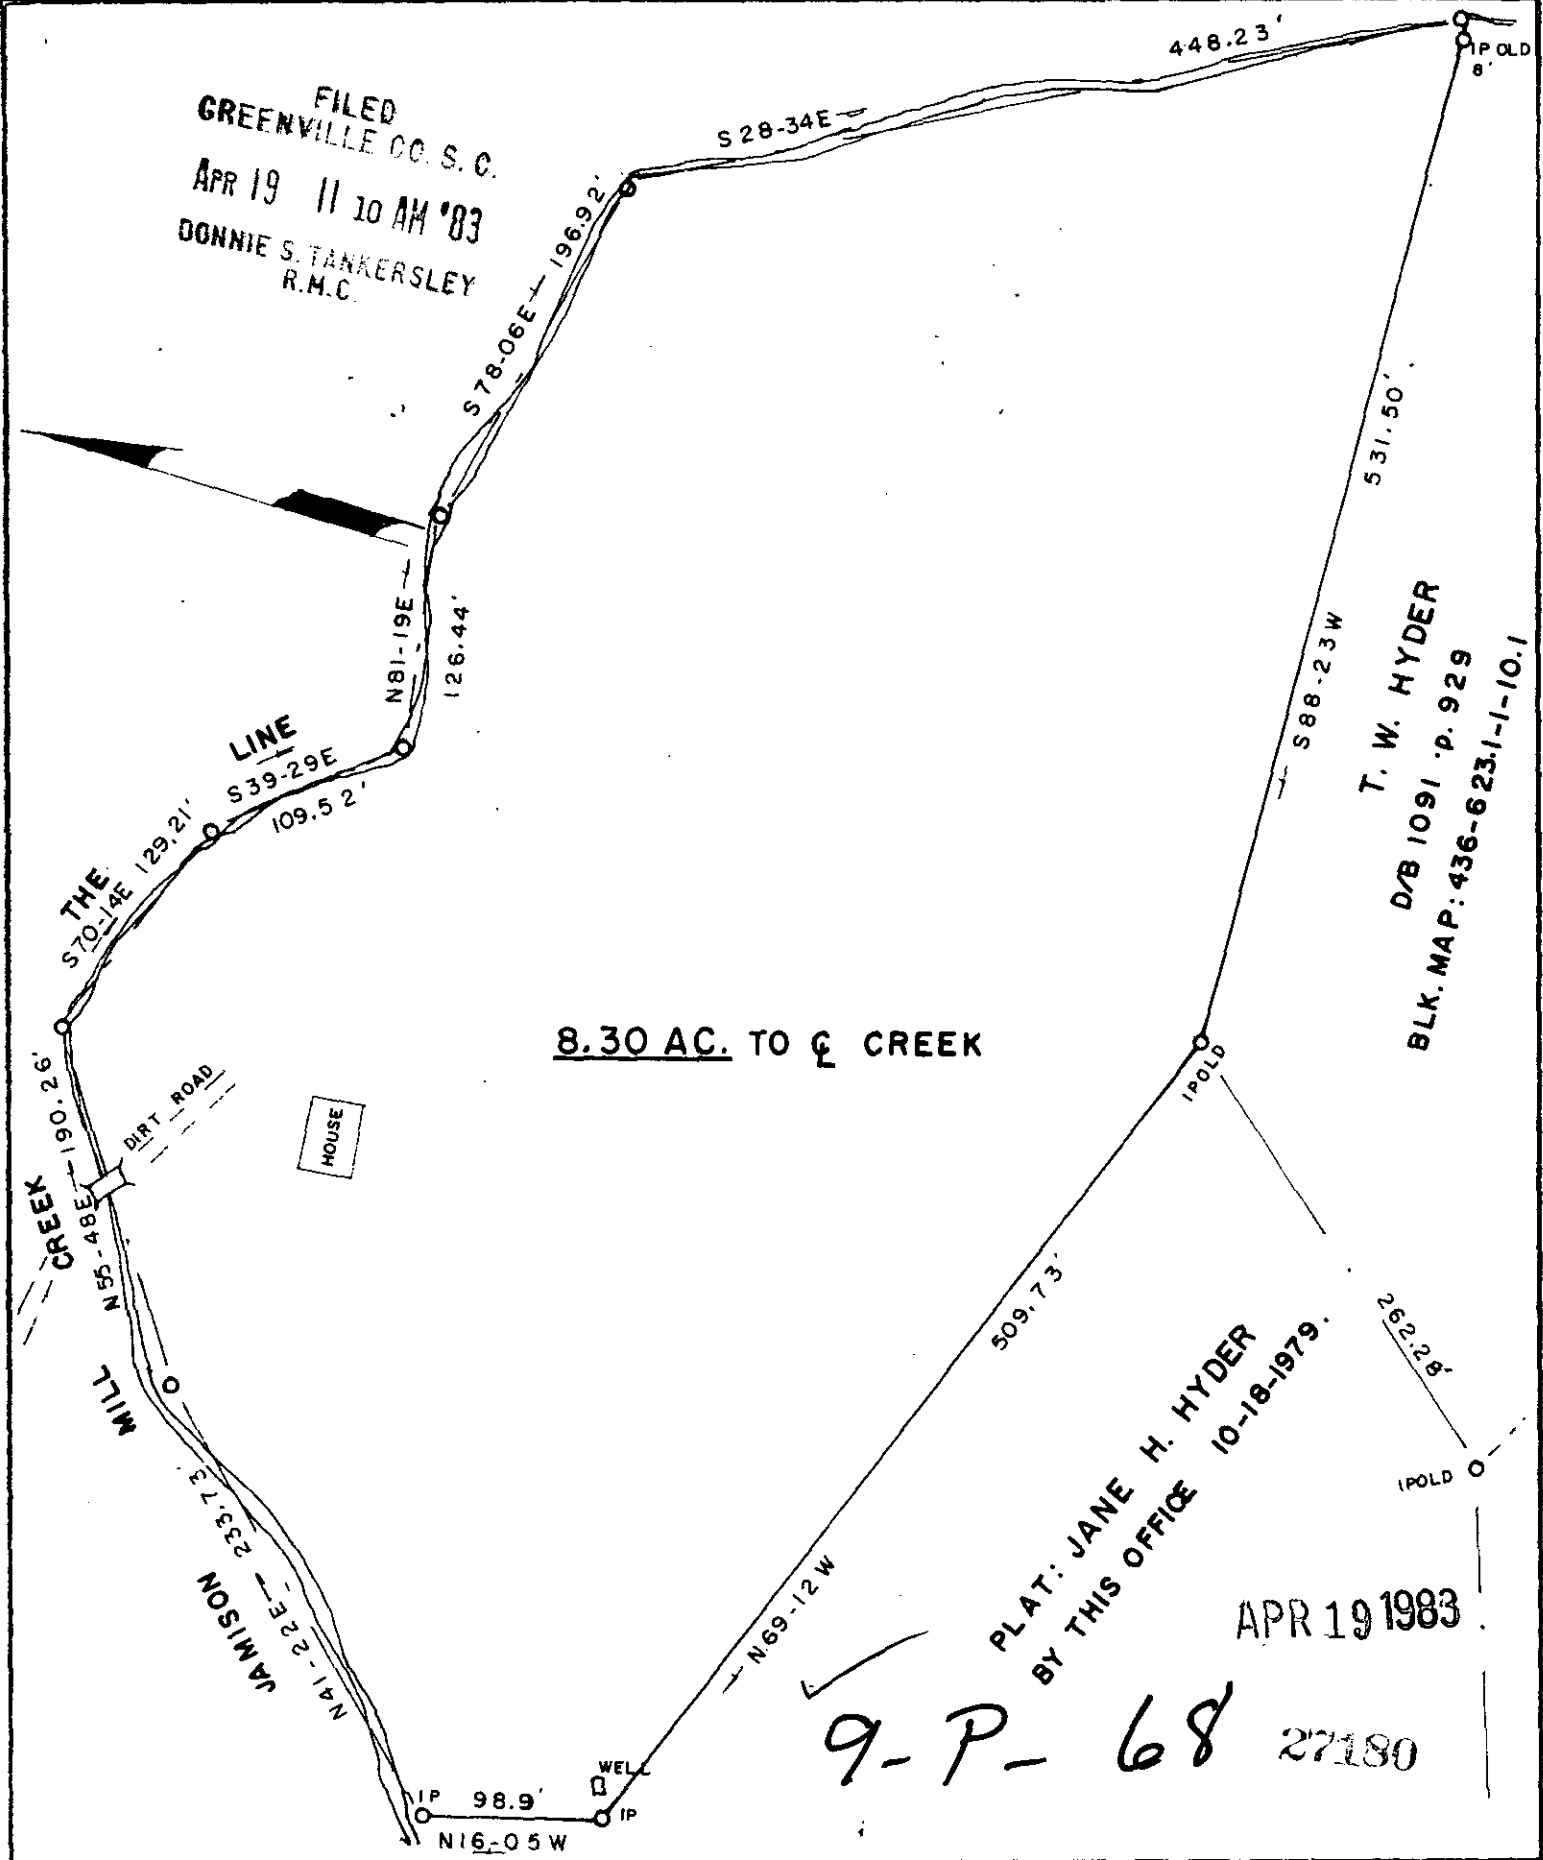 FILED
GREENVILLE CO. S. C.
APR 19 11 10 AM '83
DONNIE S. TANKERSLEY
R.M.C.
448.23'
IP OLD
8'
S 28-34E
S78-06E
196.92'
531.50'
N81-19E
126.44'
S88-23W
T. W. HYDER
D/B 1091 p. 929
BLK. MAP: 436-623.1-1-10.1
LINE
S39-29E
109.52'
THE
S70-14E 129.21'
8.30 AC. TO ℄ CREEK
IPOLD
190.26'
DIRT ROAD
HOUSE
CREEK
N55-48E
MILL
509.73'
262.28'
PLAT: JANE H. HYDER
BY THIS OFFICE 10-18-1979.
IPOLD
233.73'
N41-22E
JAMISON
N.69-12W
APR 19 1983
9-P-68
27180
WELL
IP
98.9'
IP
N16-05W